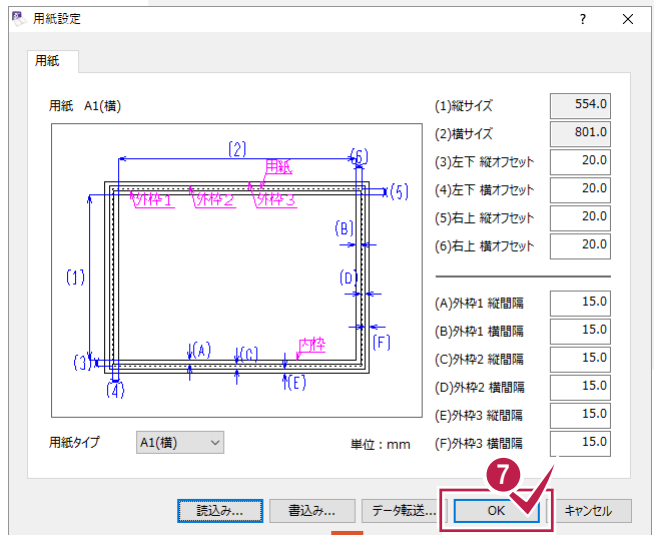 用紙設定
? ×
用紙
用紙 A1(横)
(1)縦サイズ 554.0
(2)横サイズ 801.0
(3)左下 縦オフセット 20.0
(4)左下 横オフセット 20.0
(5)右上 縦オフセット 20.0
(6)右上 横オフセット 20.0
(A)外枠1 縦間隔 15.0
(B)外枠1 横間隔 15.0
(C)外枠2 縦間隔 15.0
(D)外枠2 横間隔 15.0
(E)外枠3 縦間隔 15.0
(F)外枠3 横間隔 15.0
(2)
(6)
用紙
外枠1 外枠2 外枠3
(5)
(B)
(1)
(D)
(F)
内枠
(A) (C)
(3)
(4)
(E)
用紙タイプ A1(横) 単位：mm
7
読込み... 書込み... データ転送... OK キャンセル